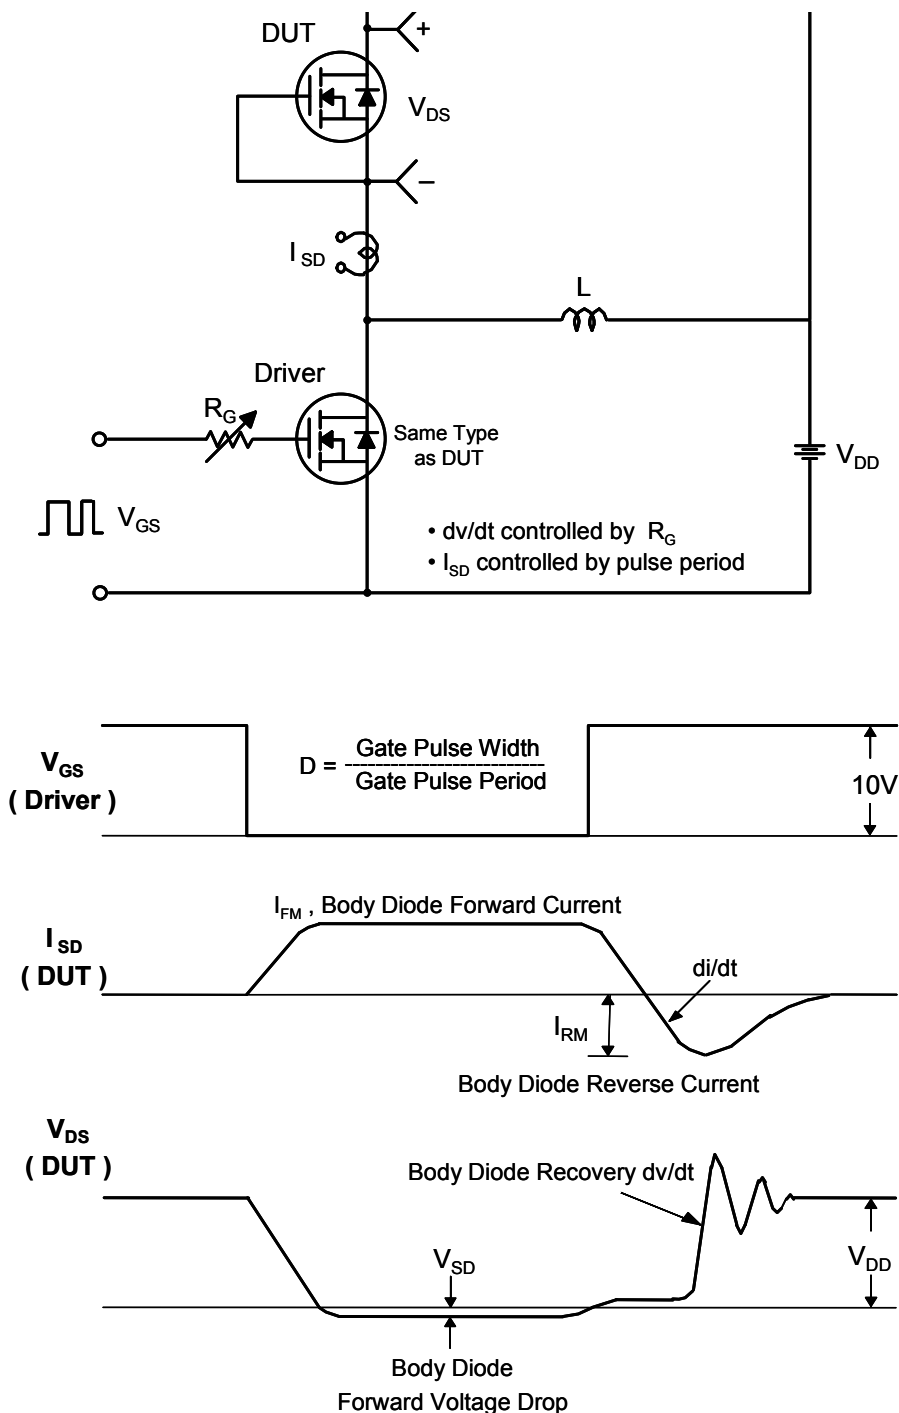 DUT
+
V_DS
−
I_SD
L
Driver
R_G
Same Type
as DUT
V_DD
V_GS
• dv/dt controlled by R_G
• I_SD controlled by pulse period
V_GS
( Driver )
D = Gate Pulse Width
Gate Pulse Period
10V
I_FM , Body Diode Forward Current
I_SD
( DUT )
di/dt
I_RM
Body Diode Reverse Current
V_DS
( DUT )
Body Diode Recovery dv/dt
V_SD
V_DD
Body Diode
Forward Voltage Drop